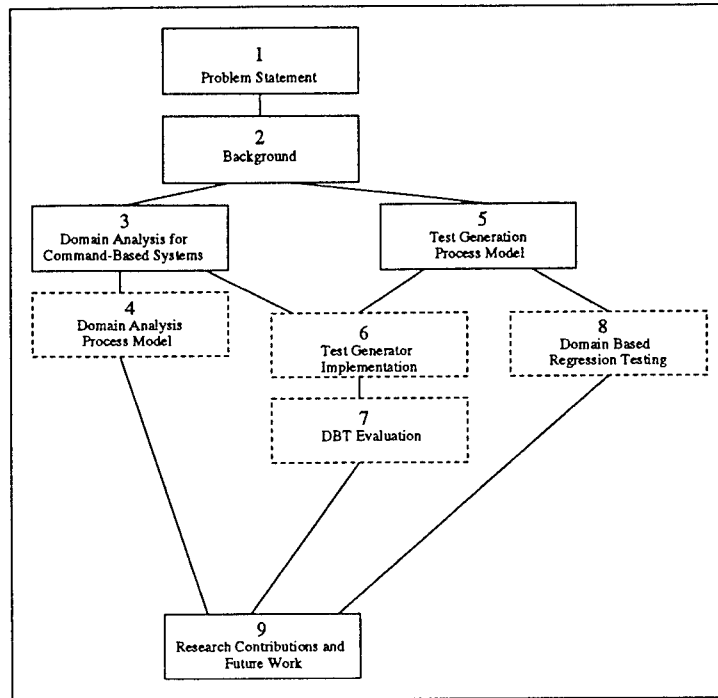 1
Problem Statement
2
Background
3
Domain Analysis for
Command-Based Systems
5
Test Generation
Process Model
4
Domain Analysis
Process Model
6
Test Generator
Implementation
8
Domain Based
Regression Testing
7
DBT Evaluation
9
Research Contributions and
Future Work